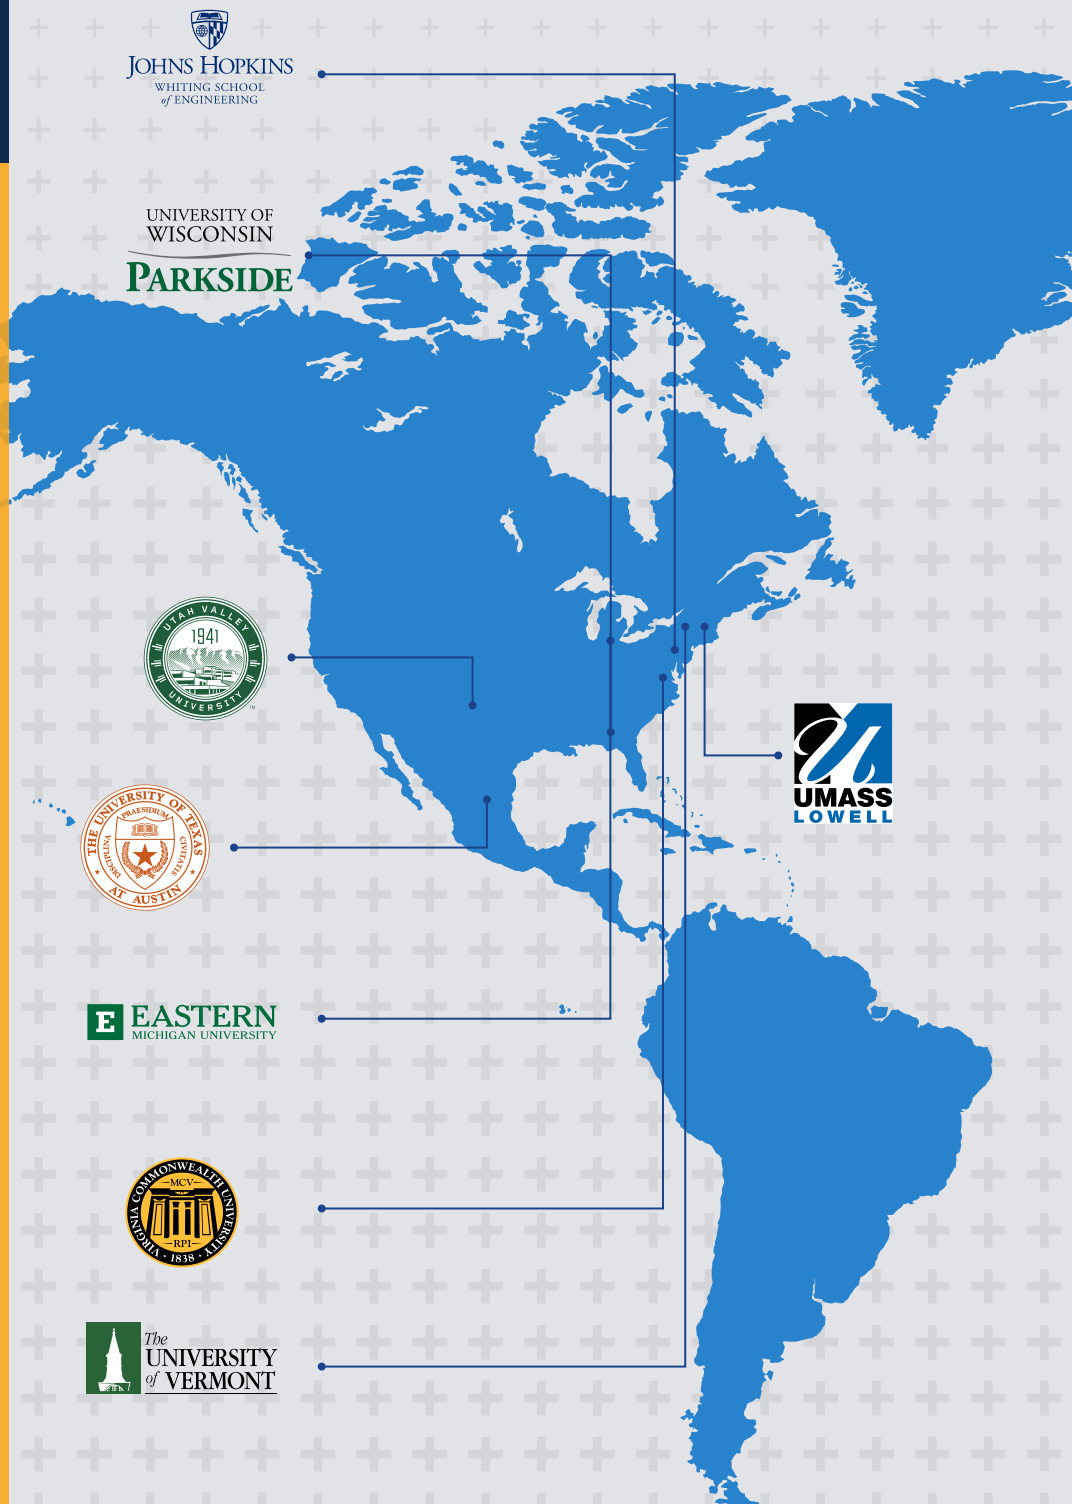 JOHNS HOPKINS
WHITING SCHOOL
of ENGINEERING
UNIVERSITY OF
WISCONSIN
PARKSIDE
UTAH VALLEY
1941
UNIVERSITY
TM
UMASS
LOWELL
THE UNIVERSITY OF TEXAS
PRAESIDIUM
DISCIPLINA
CIVITATIS
AT AUSTIN
E EASTERN
MICHIGAN UNIVERSITY
VIRGINIA COMMONWEALTH UNIVERSITY
MCV
RPI
1838
The
UNIVERSITY
of VERMONT